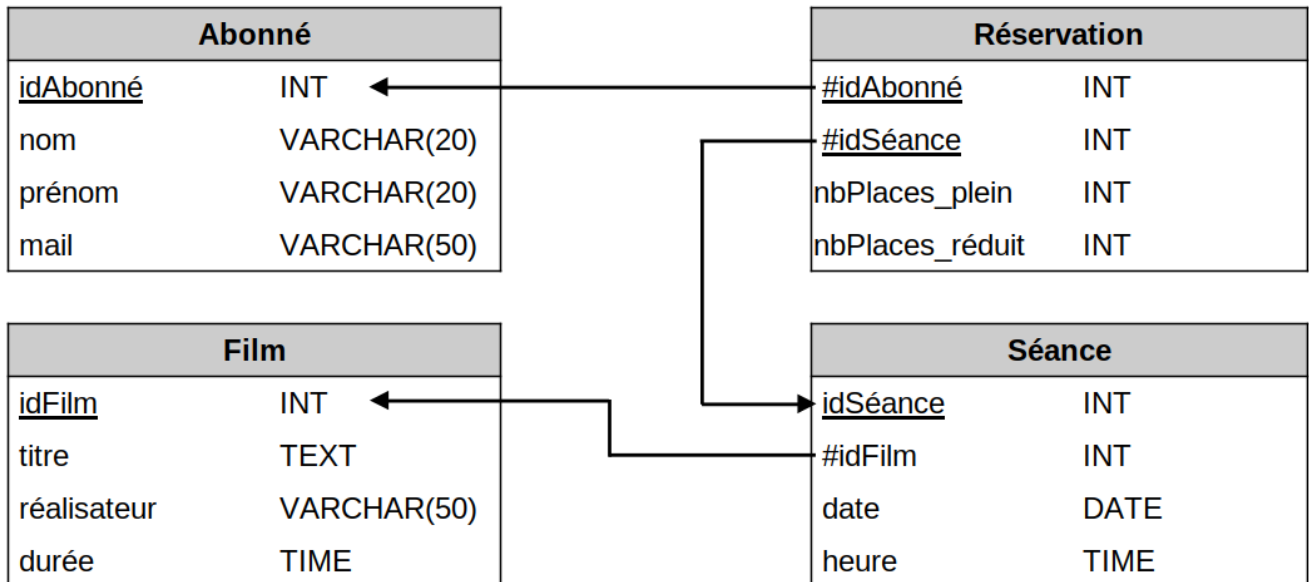 Abonné
idAbonné INT
nom VARCHAR(20)
prénom VARCHAR(20)
mail VARCHAR(50)
Réservation
#idAbonné INT
#idSéance INT
nbPlaces_plein INT
nbPlaces_réduit INT
Film
idFilm INT
titre TEXT
réalisateur VARCHAR(50)
durée TIME
Séance
idSéance INT
#idFilm INT
date DATE
heure TIME